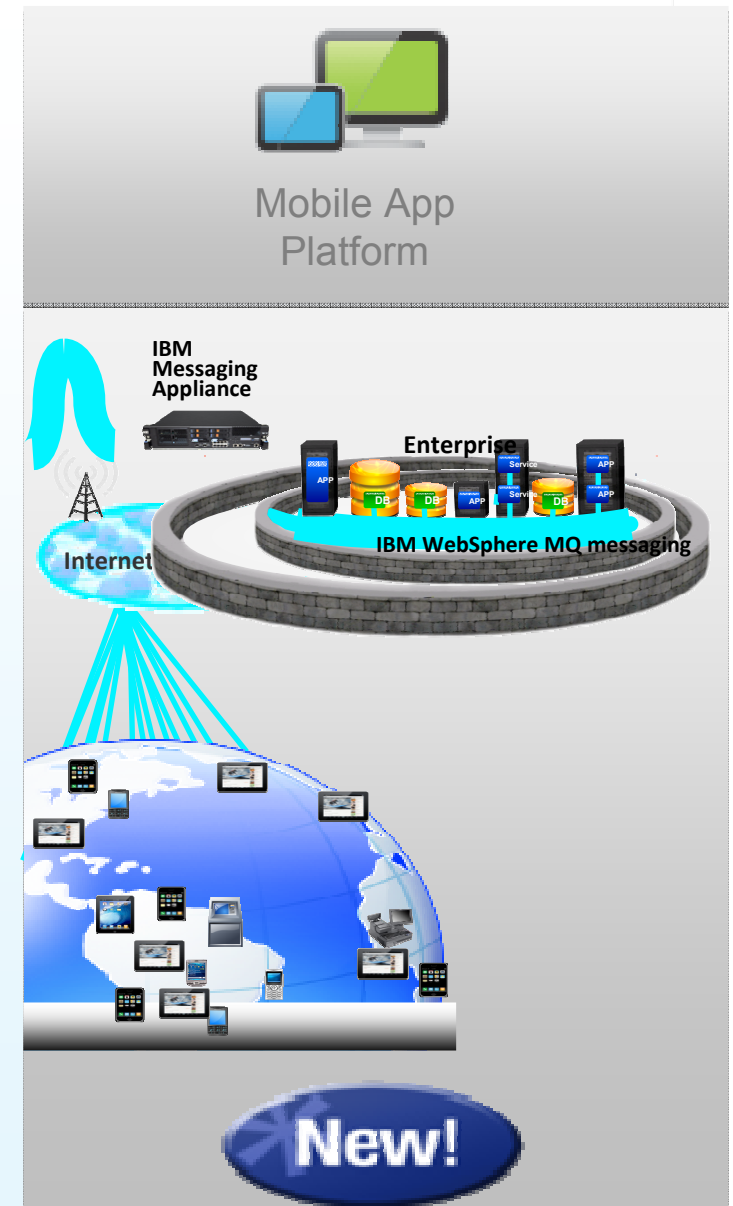 Mobile App
Platform
IBM
Messaging
Appliance
Enterprise
Service
APP
APP
DB
DB
APP
Service
DB
APP
IBM WebSphere MQ messaging
Internet
New!